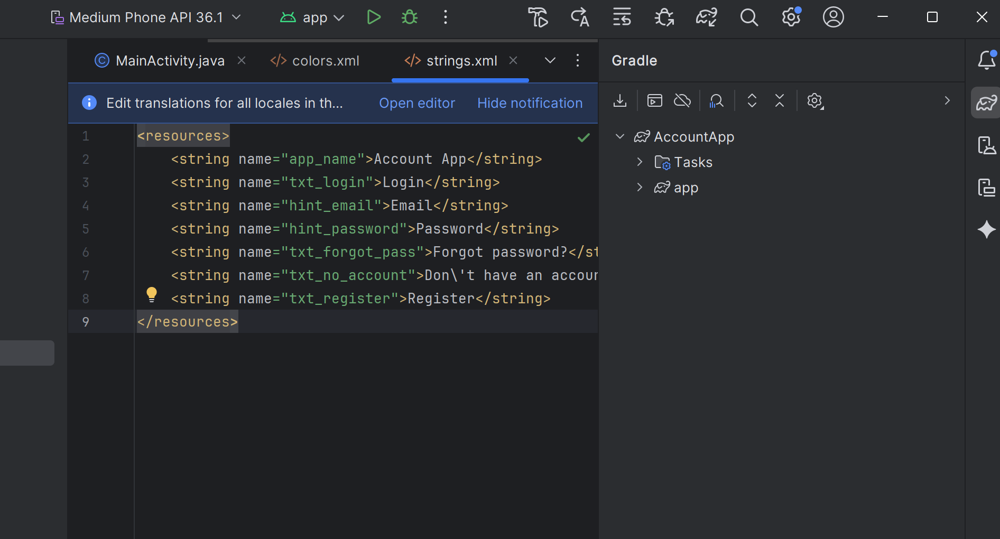 Medium Phone API 36.1
app
MainActivity.java
colors.xml
strings.xml
Gradle
Edit translations for all locales in th...
Open editor
Hide notification
1 <resources>
2 <string name="app_name">Account App</string>
3 <string name="txt_login">Login</string>
4 <string name="hint_email">Email</string>
5 <string name="hint_password">Password</string>
6 <string name="txt_forgot_pass">Forgot password?</st
7 <string name="txt_no_account">Don\'t have an accour
8 <string name="txt_register">Register</string>
9 </resources>
AccountApp
Tasks
app